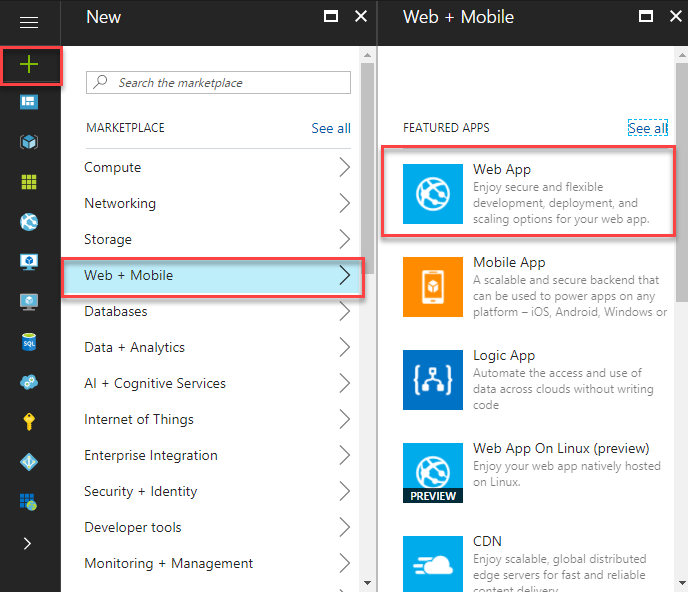 New
Search the marketplace
MARKETPLACE
See all
Compute
Networking
Storage
Web + Mobile
Databases
Data + Analytics
AI + Cognitive Services
Internet of Things
Enterprise Integration
Security + Identity
Developer tools
Monitoring + Management
Web + Mobile
FEATURED APPS
See all
Web App
Enjoy secure and flexible
development, deployment, and
scaling options for your web app.
Mobile App
A scalable and secure backend that
can be used to power apps on any
platform – iOS, Android, Windows or
Logic App
Automate the access and use of
data across clouds without writing
code
Web App On Linux (preview)
Enjoy your web app natively hosted
on Linux.
PREVIEW
CDN
Enjoy scalable, global distributed
edge servers for fast and reliable
content delivery
SQL